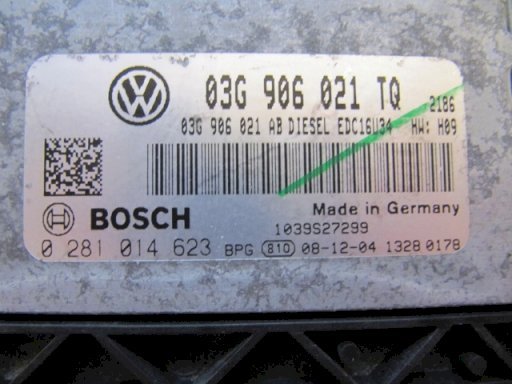 03G 906 021 TQ 2186
03G 906 021 AB DIESEL EDC16U34 HW: H09
Made in Germany
BOSCH
1039S27299
0 281 014 623 BPG 810 08-12-04 1328 0178